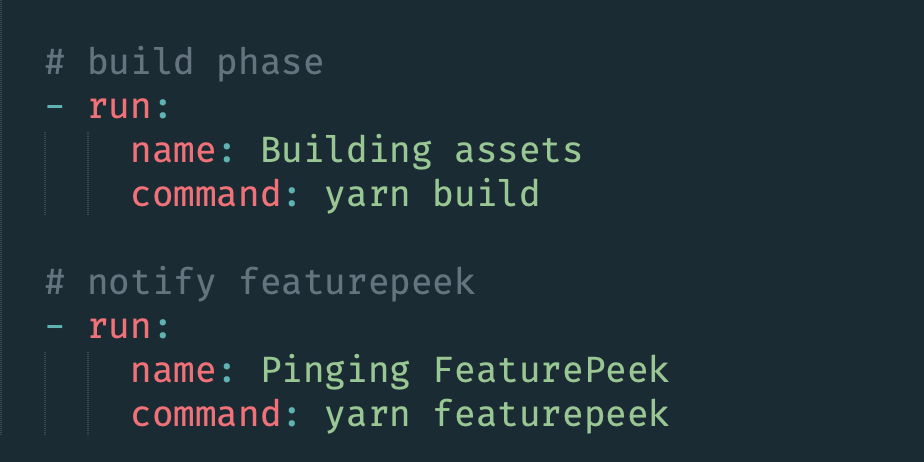 # build phase
- run:
name: Building assets
command: yarn build
# notify featurepeek
- run:
name: Pinging FeaturePeek
command: yarn featurepeek